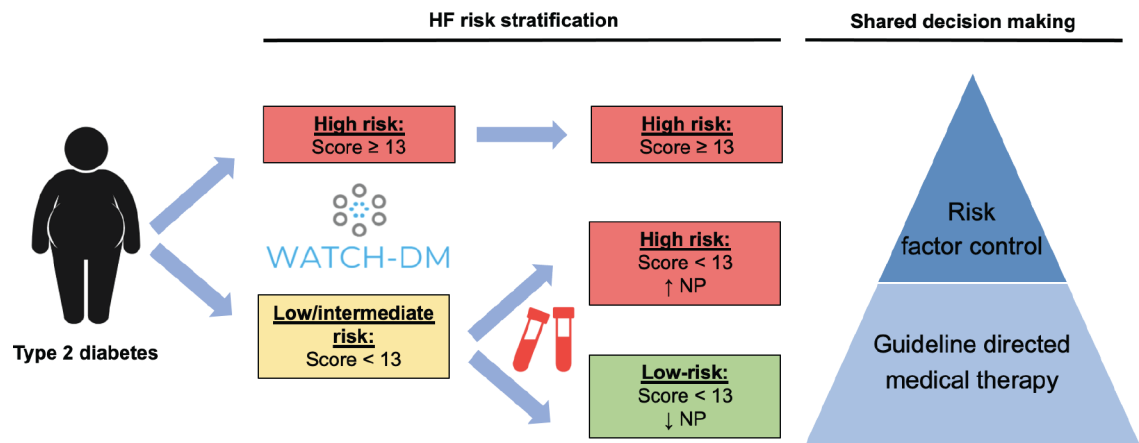 HF risk stratification
Shared decision making
High risk:
Score ≥ 13
High risk:
Score ≥ 13
WATCH-DM
High risk:
Score < 13
↑ NP
Low/intermediate
risk:
Score < 13
Low-risk:
Score < 13
↓ NP
Type 2 diabetes
Risk
factor control
Guideline directed
medical therapy